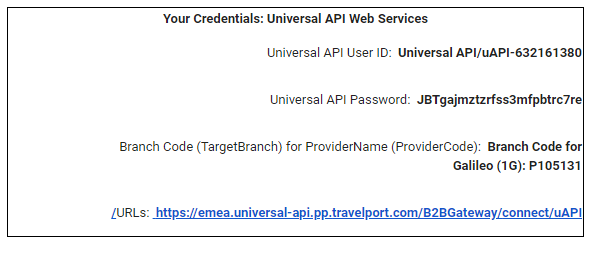 Your Credentials: Universal API Web Services
Universal API User ID: Universal API/uAPI-632161380
Universal API Password: JBTgajmztzrfss3mfpbtrc7re
Branch Code (TargetBranch) for ProviderName (ProviderCode): Branch Code for
Galileo (1G): P105131
/URLs: https://emea.universal-api.pp.travelport.com/B2BGateway/connect/uAPI